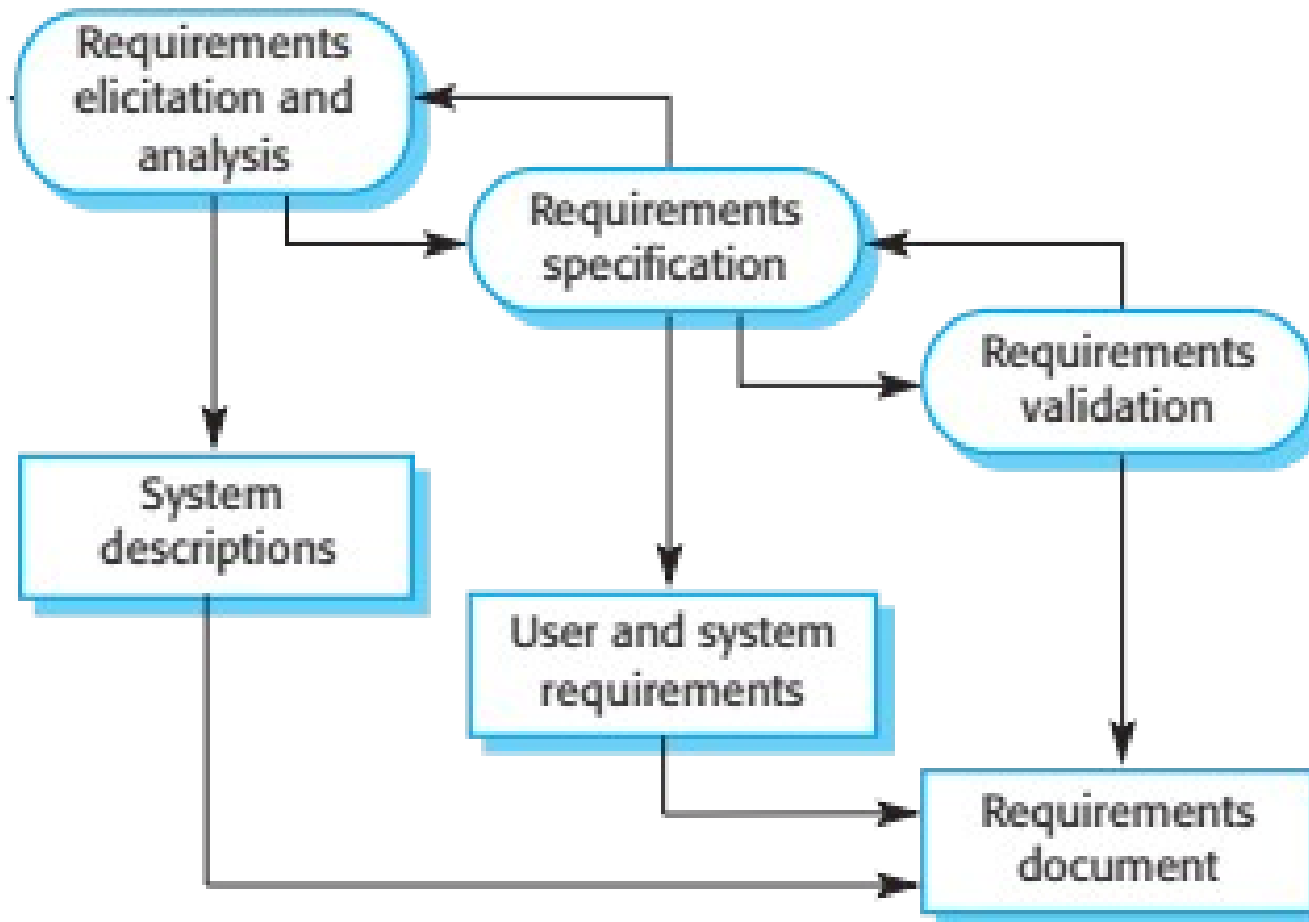 Requirements
elicitation and
analysis
Requirements
specification
Requirements
validation
System
descriptions
User and system
requirements
Requirements
document